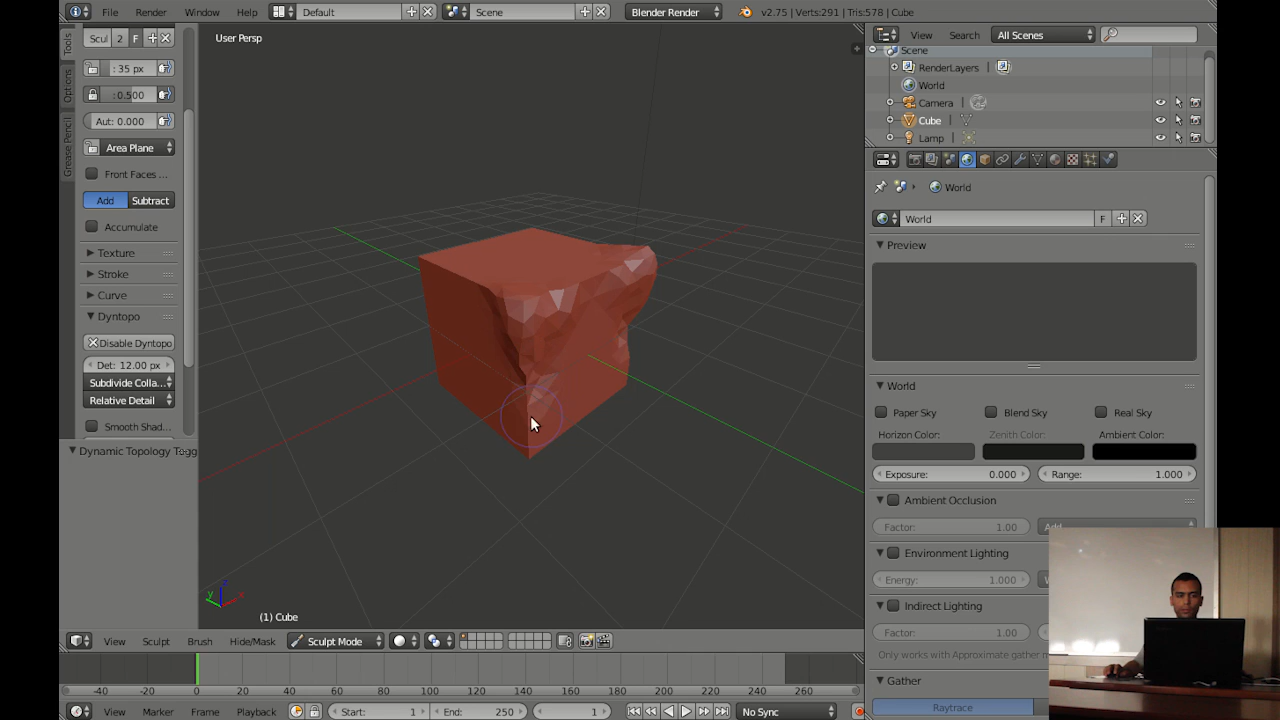 File Render Window Help Default Scene Blender Render v2.75 | Verts:291 | Tris:578 | Cube
Tools
Options
Grease Pencil
Scul 2 F
: 35 px
: 0.500
Aut: 0.000
Area Plane
Front Faces ...
Add Subtract
Accumulate
Texture
Stroke
Curve
Dyntopo
Disable Dyntopo
Det: 12.00 px
Subdivide Colla...
Relative Detail
Smooth Shad...
Dynamic Topology Togg
User Persp
z
y
x
(1) Cube
View Sculpt Brush Hide/Mask Sculpt Mode
-40 -20 0 20 40 60 80 100 120 140 160 180 200 220 240 260
View Marker Frame Playback Start: 1 End: 250 1 No Sync
View Search All Scenes
Scene
RenderLayers
World
Camera
Cube
Lamp
World
World F
Preview
World
Paper Sky Blend Sky Real Sky
Horizon Color: Zenith Color: Ambient Color:
Exposure: 0.000 Range: 1.000
Ambient Occlusion
Factor: 1.00 Add
Environment Lighting
Energy: 1.000
Indirect Lighting
Factor: 1.00
Only works with Approximate gather m
Gather
Raytrace